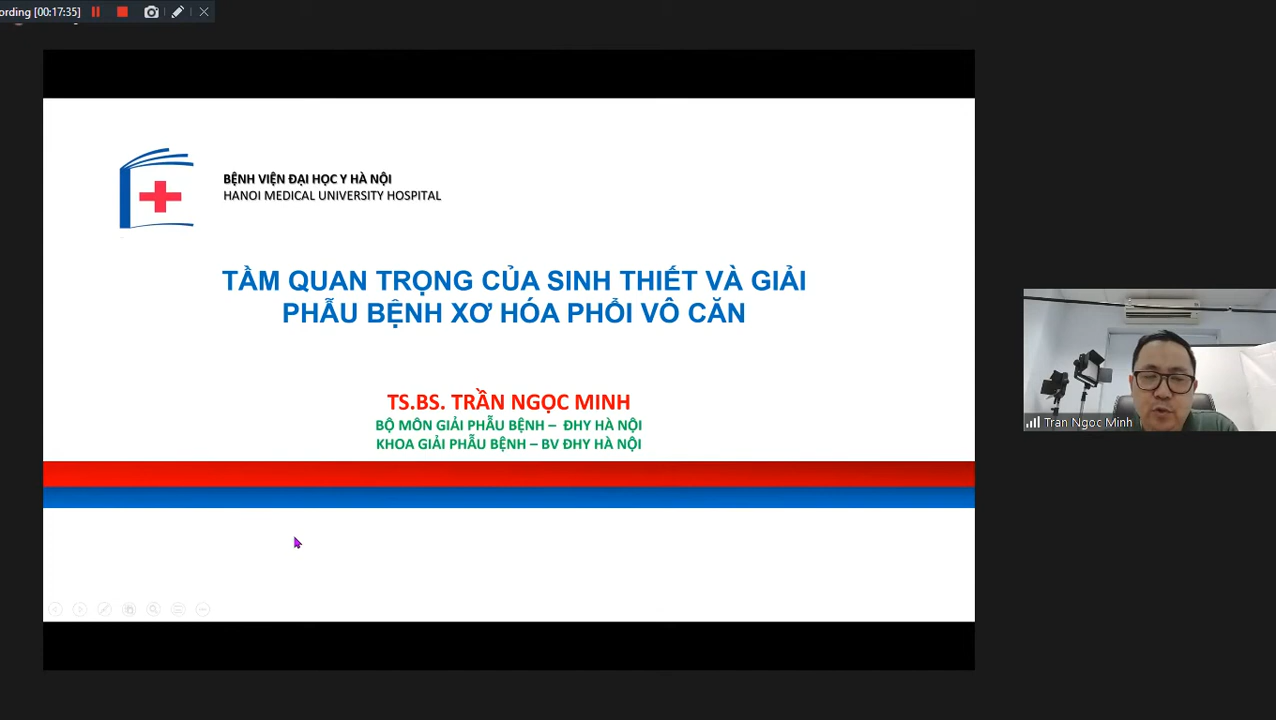 ording [00:17:35]
BỆNH VIỆN ĐẠI HỌC Y HÀ NỘI
HANOI MEDICAL UNIVERSITY HOSPITAL
TẦM QUAN TRỌNG CỦA SINH THIẾT VÀ GIẢI
PHẪU BỆNH XƠ HÓA PHỔI VÔ CĂN
TS.BS. TRẦN NGỌC MINH
BỘ MÔN GIẢI PHẪU BỆNH – ĐHY HÀ NỘI
KHOA GIẢI PHẪU BỆNH – BV ĐHY HÀ NỘI
Tran Ngoc Minh